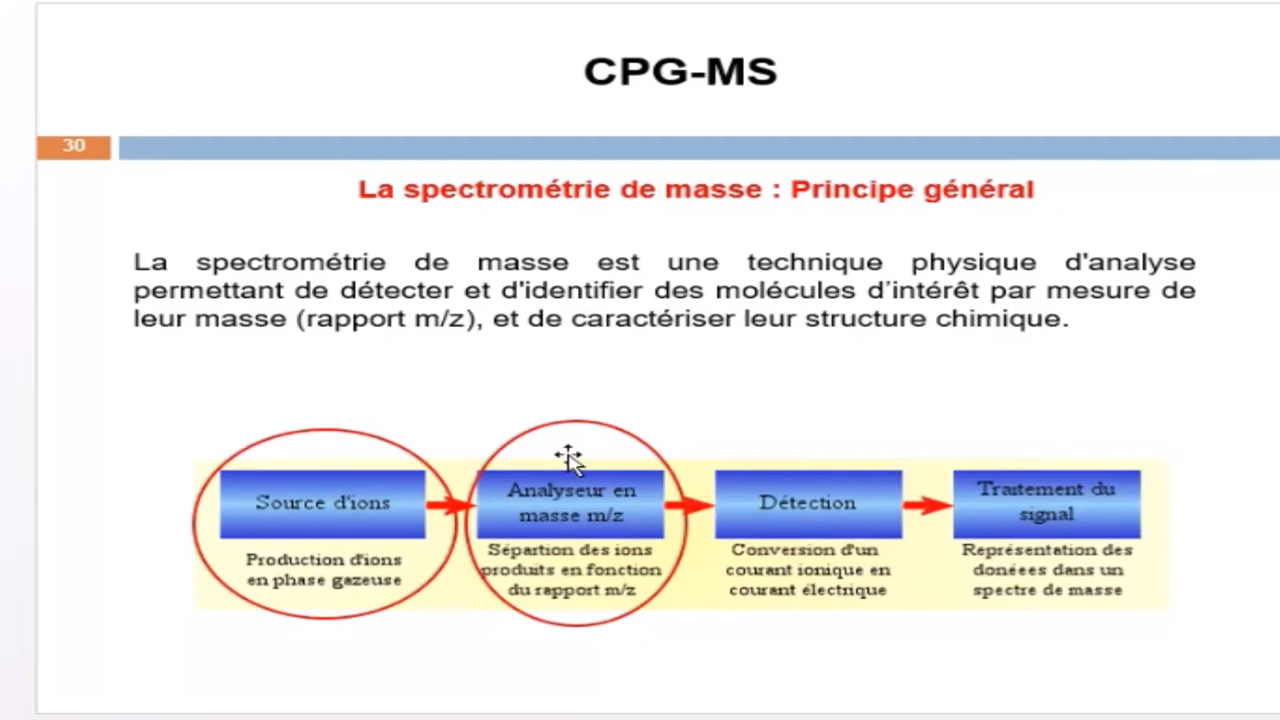 CPG-MS
30
La spectrométrie de masse : Principe général
La spectrométrie de masse est une technique physique d'analyse
permettant de détecter et d'identifier des molécules d’intérêt par mesure de
leur masse (rapport m/z), et de caractériser leur structure chimique.
Source d'ions
Production d'ions
en phase gazeuse
Analyseur en
masse m/z
Sépartion des ions
produits en fonction
du rapport m/z
Détection
Conversion d'un
courant ionique en
courant électrique
Traitement du
signal
Représentation des
donéees dans un
spectre de masse